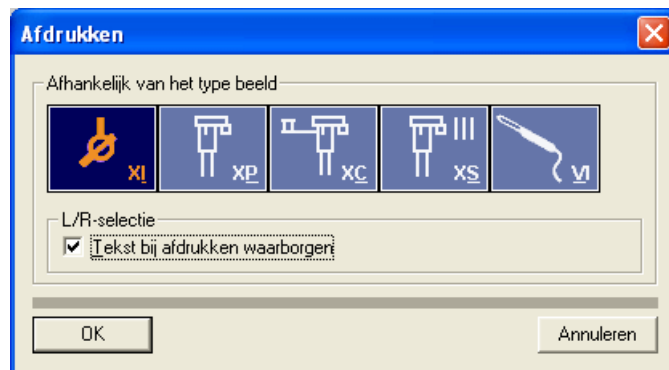 Afdrukken
Afhankelijk van het type beeld
XI XP XC XS VI
L/R-selectie
Tekst bij afdrukken waarborgen
OK Annuleren